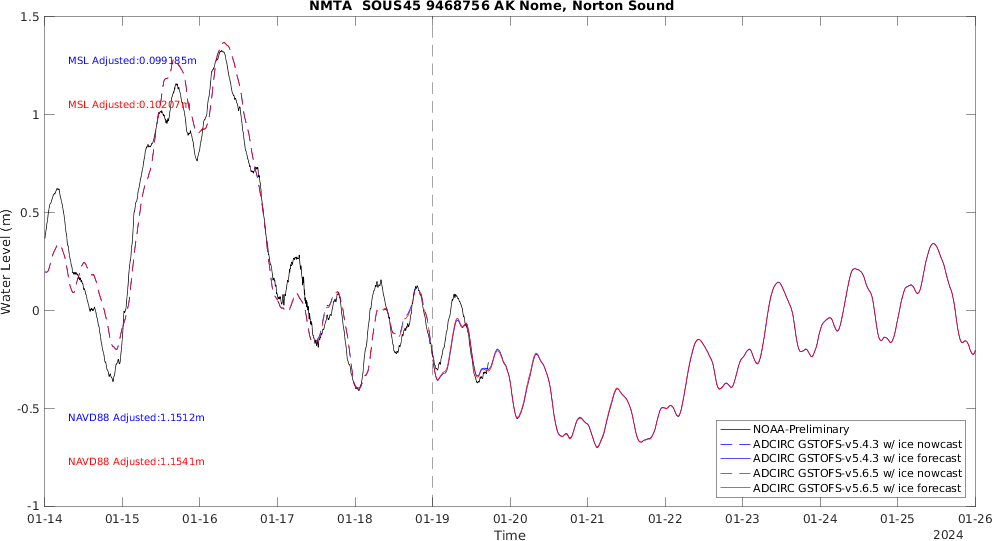 NMTA SOUS45 9468756 AK Nome, Norton Sound
1.5
1
0.5
0
-0.5
-1
Water Level (m)
MSL Adjusted:0.099185m
MSL Adjusted:0.10207m
NAVD88 Adjusted:1.1512m
NAVD88 Adjusted:1.1541m
NOAA-Preliminary
ADCIRC GSTOFS-v5.4.3 w/ ice nowcast
ADCIRC GSTOFS-v5.4.3 w/ ice forecast
ADCIRC GSTOFS-v5.6.5 w/ ice nowcast
ADCIRC GSTOFS-v5.6.5 w/ ice forecast
01-14 01-15 01-16 01-17 01-18 01-19 01-20 01-21 01-22 01-23 01-24 01-25 01-26
Time
2024